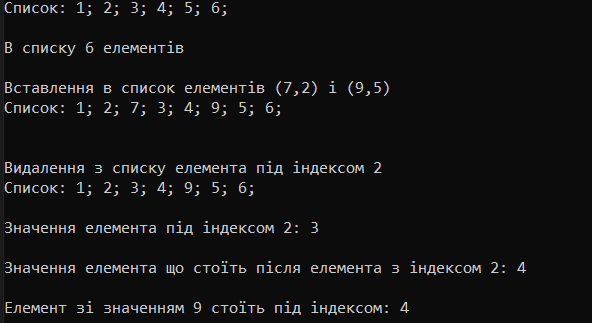 Список: 1; 2; 3; 4; 5; 6;
В списку 6 елементів
Вставлення в список елементів (7,2) і (9,5)
Список: 1; 2; 7; 3; 4; 9; 5; 6;
Видалення з списку елемента під індексом 2
Список: 1; 2; 3; 4; 9; 5; 6;
Значення елемента під індексом 2: 3
Значення елемента що стоїть після елемента з індексом 2: 4
Елемент зі значенням 9 стоїть під індексом: 4